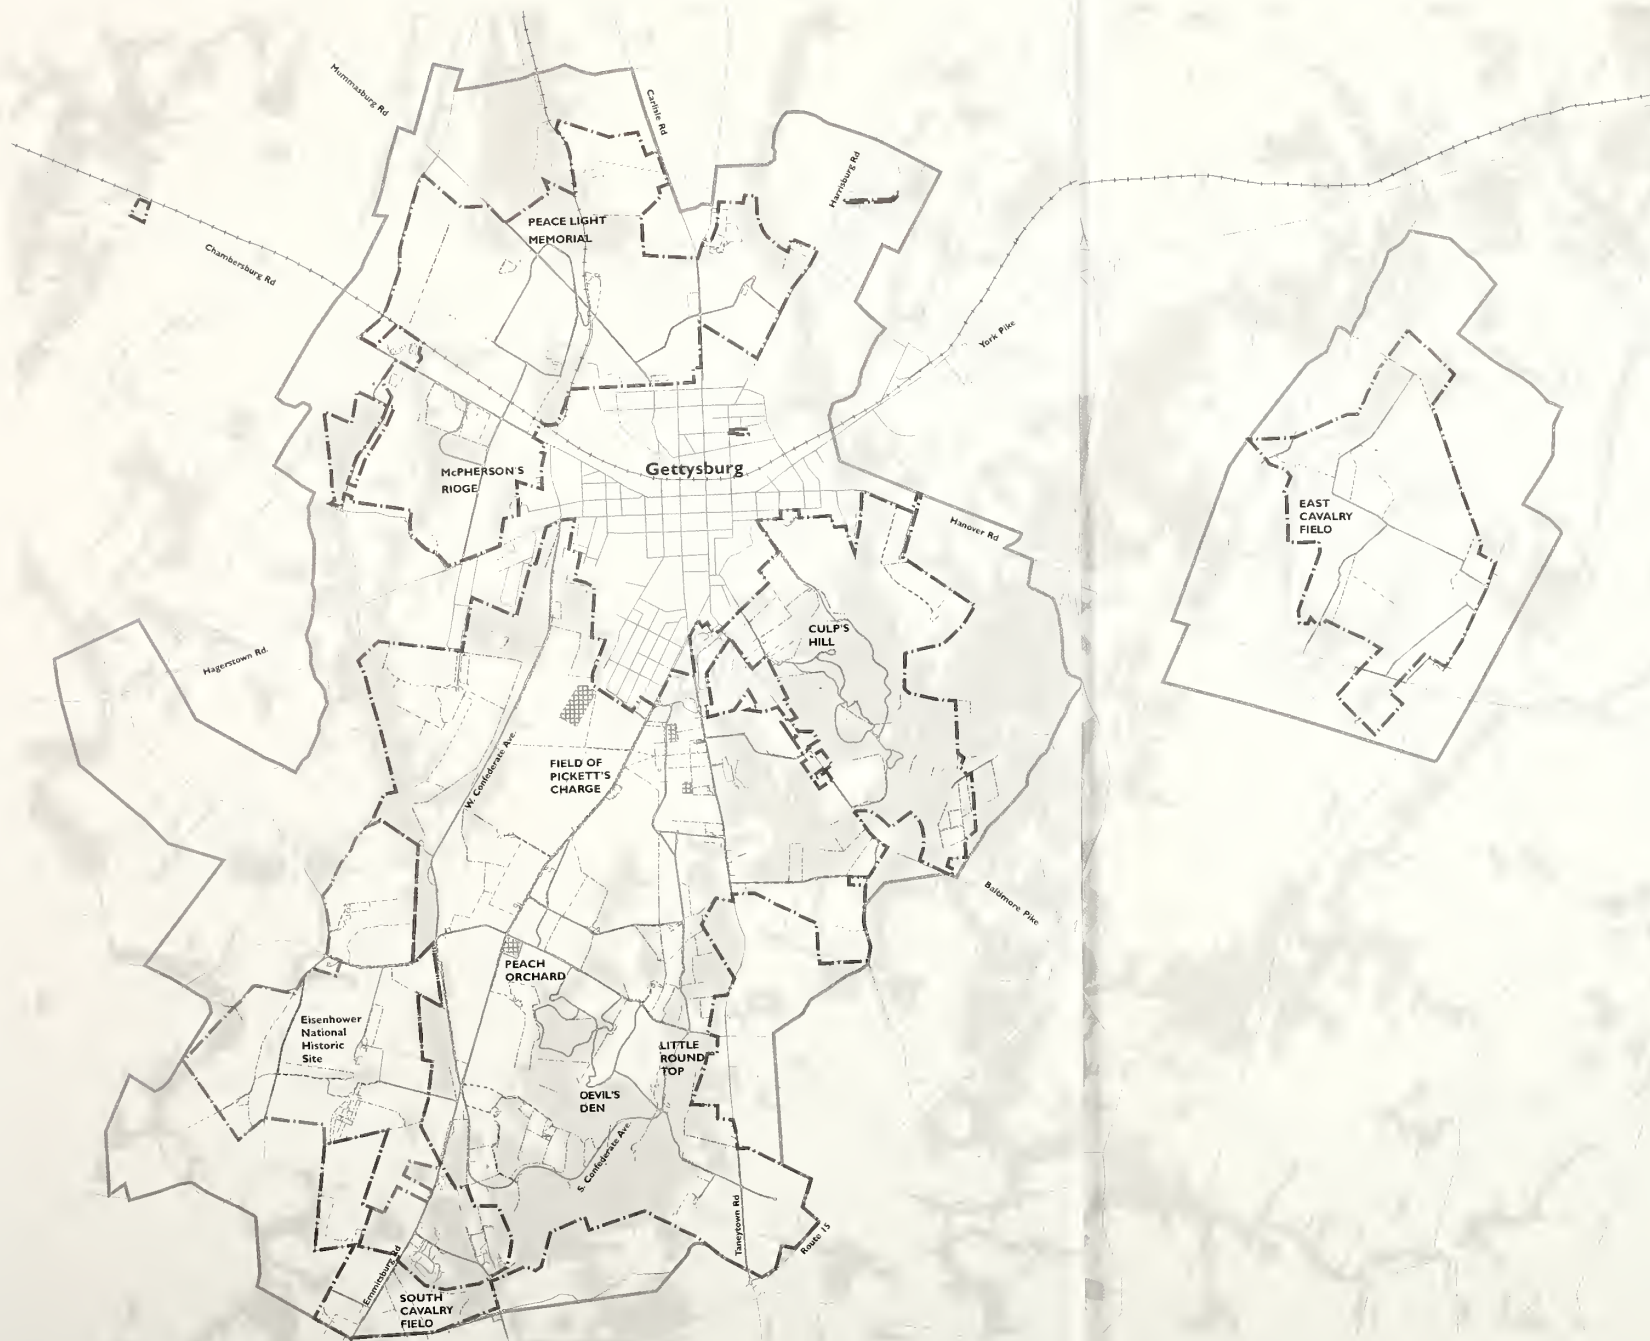 Mummasburg Rd
Carlisle Rd
Harrisburg Rd
Chambersburg Rd
PEACE LIGHT
MEMORIAL
York Pike
Gettysburg
McPHERSON'S
RIOGE
Hanover Rd
EAST
CAVALRY
FIELO
CULP'S
HILL
Hagerstown Rd.
W. Confederate Ave.
FIELD OF
PICKETT'S
CHARGE
Baltimore Pike
PEACH
ORCHARD
Eisenhower
National
Historic
Site
LITTLE
ROUND
TOP
OEVIL'S
DEN
S. Confederate Ave.
Taneytown Rd
Route 15
Emmitsburg Rd
SOUTH
CAVALRY
FIELO